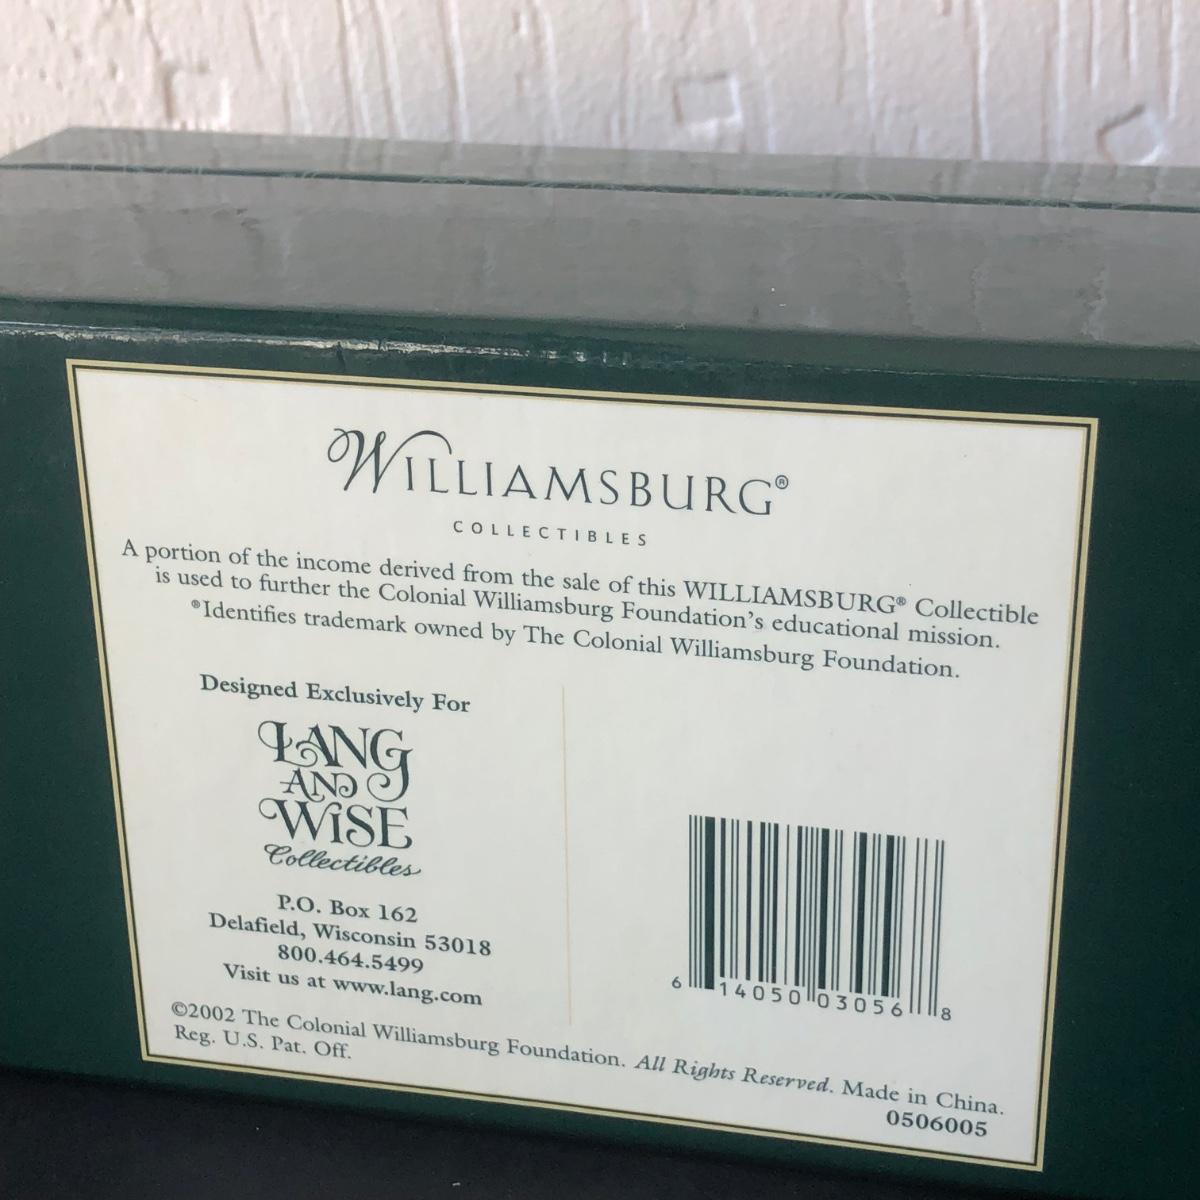 WILLIAMSBURG®
COLLECTIBLES
A portion of the income derived from the sale of this WILLIAMSBURG® Collectible
is used to further the Colonial Williamsburg Foundation's educational mission.
®Identifies trademark owned by The Colonial Williamsburg Foundation.
Designed Exclusively For
LANG
AND
WiSE
Collectibles
P.O. Box 162
Delafield, Wisconsin 53018
800.464.5499
Visit us at www.lang.com
6 14050 03056 8
©2002 The Colonial Williamsburg Foundation. All Rights Reserved. Made in China.
Reg. U.S. Pat. Off.
0506005